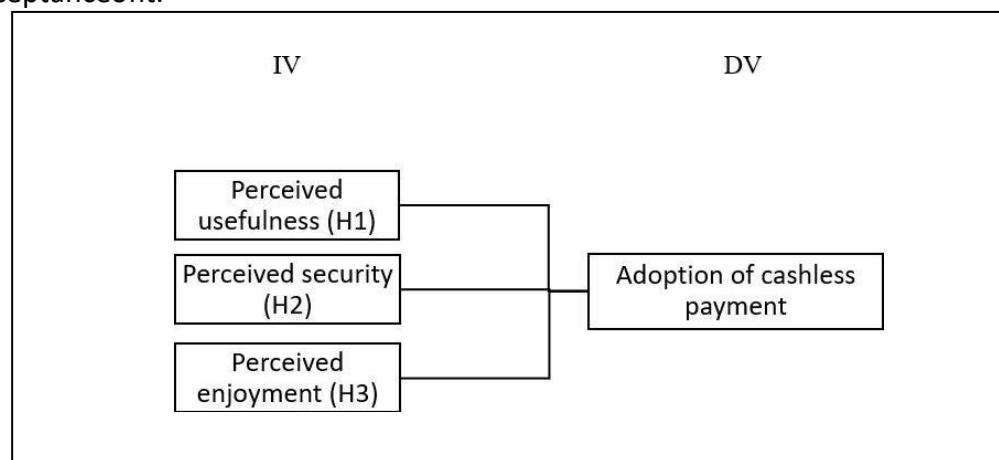 IV
DV
Perceived
usefulness (H1)
Perceived security
(H2)
Perceived
enjoyment (H3)
Adoption of cashless
payment